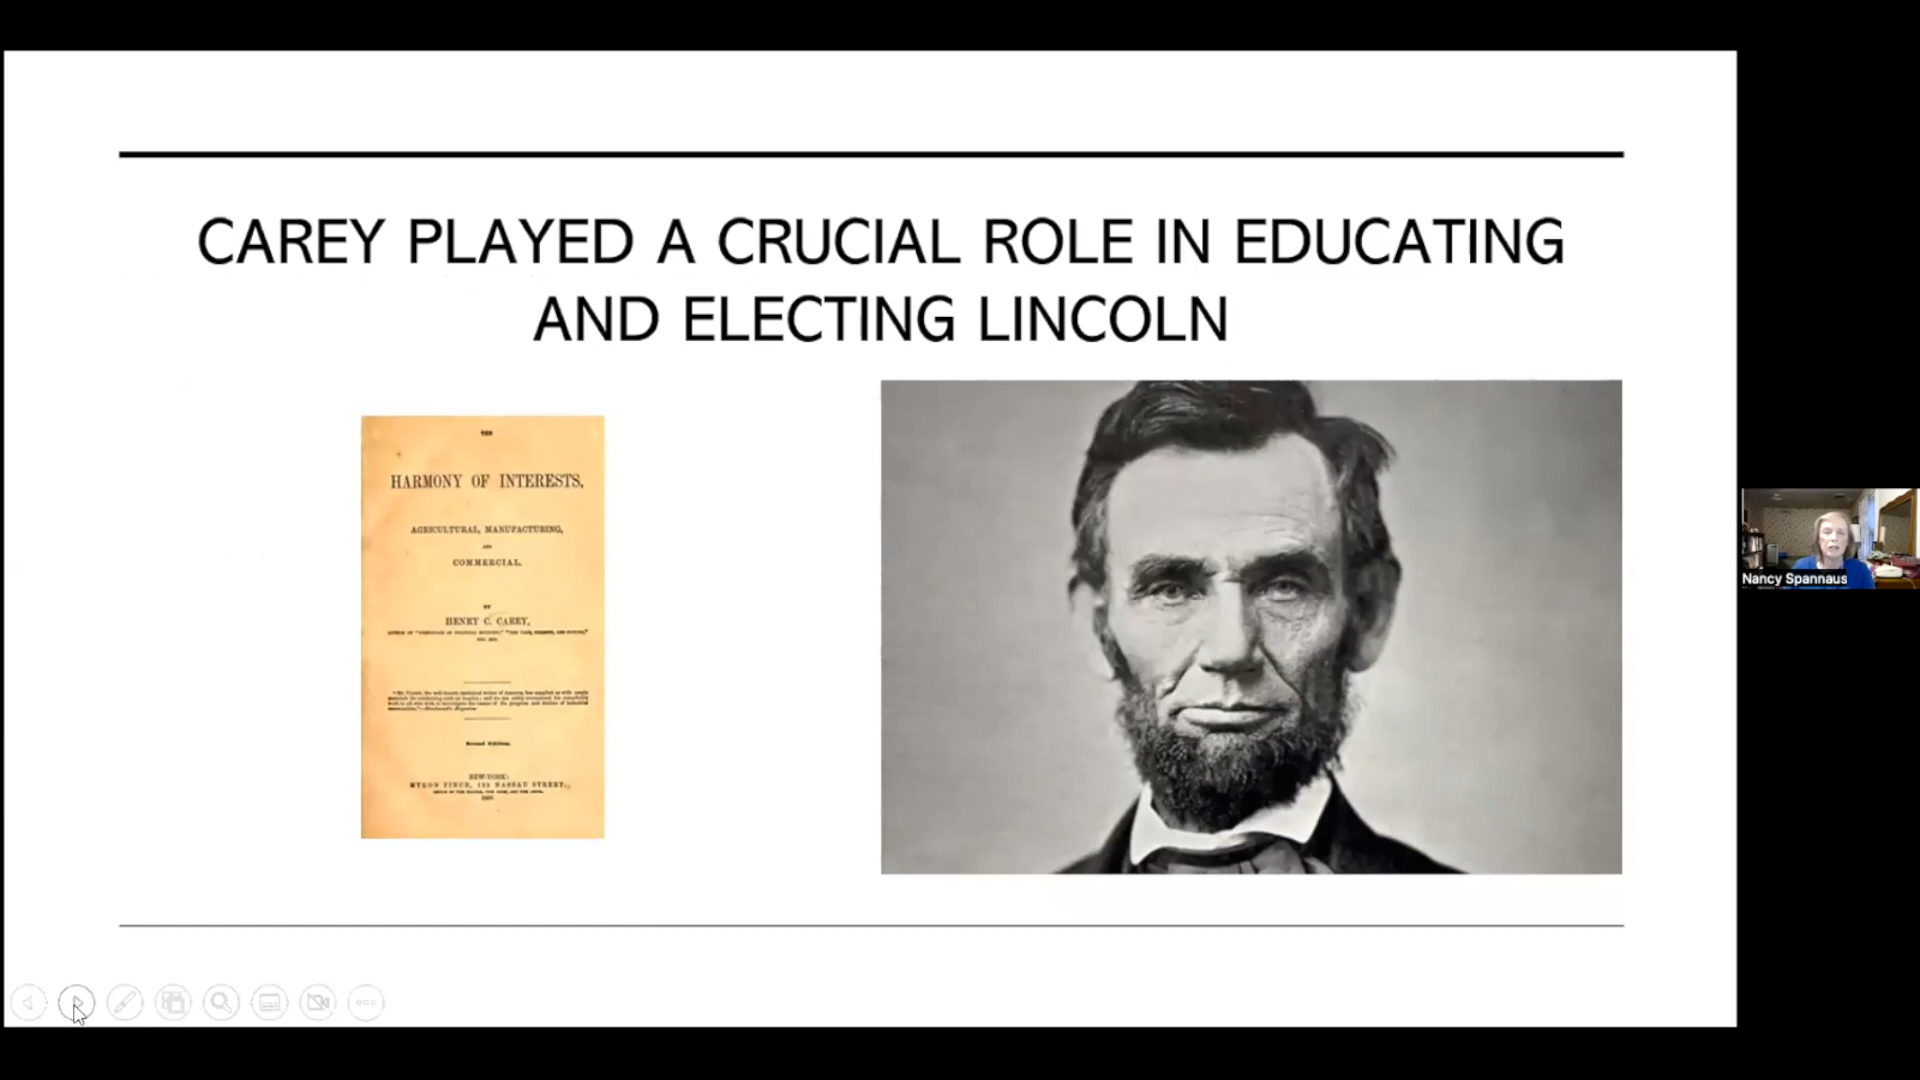 CAREY PLAYED A CRUCIAL ROLE IN EDUCATING
AND ELECTING LINCOLN
THE
HARMONY OF INTERESTS,
AGRICULTURAL, MANUFACTURING,
AND
COMMERCIAL.
BY
HENRY C. CAREY,
Second Edition.
NEW-YORK:
MYRON FINCH, NASSAU STREET,
Nancy Spannaus